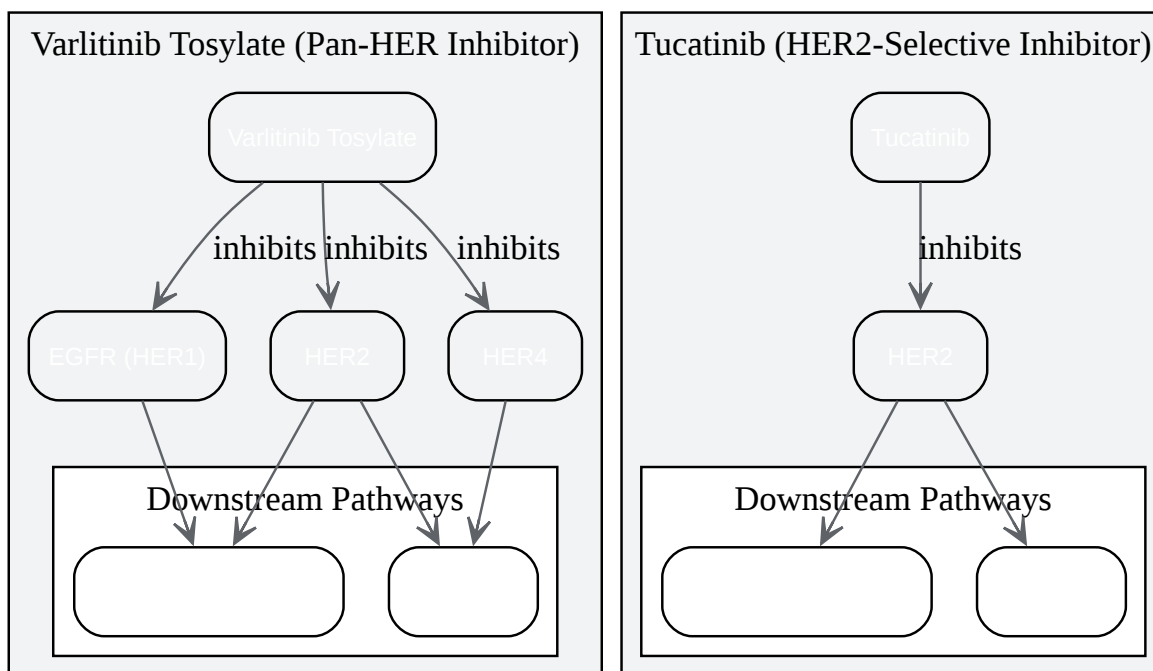 Varlitinib Tosylate (Pan-HER Inhibitor)
Tucatinib (HER2-Selective Inhibitor)
Varlitinib Tosylate
Tucatinib
inhibits
inhibits
inhibits
inhibits
EGFR (HER1)
HER2
HER4
HER2
Downstream Pathways
Downstream Pathways